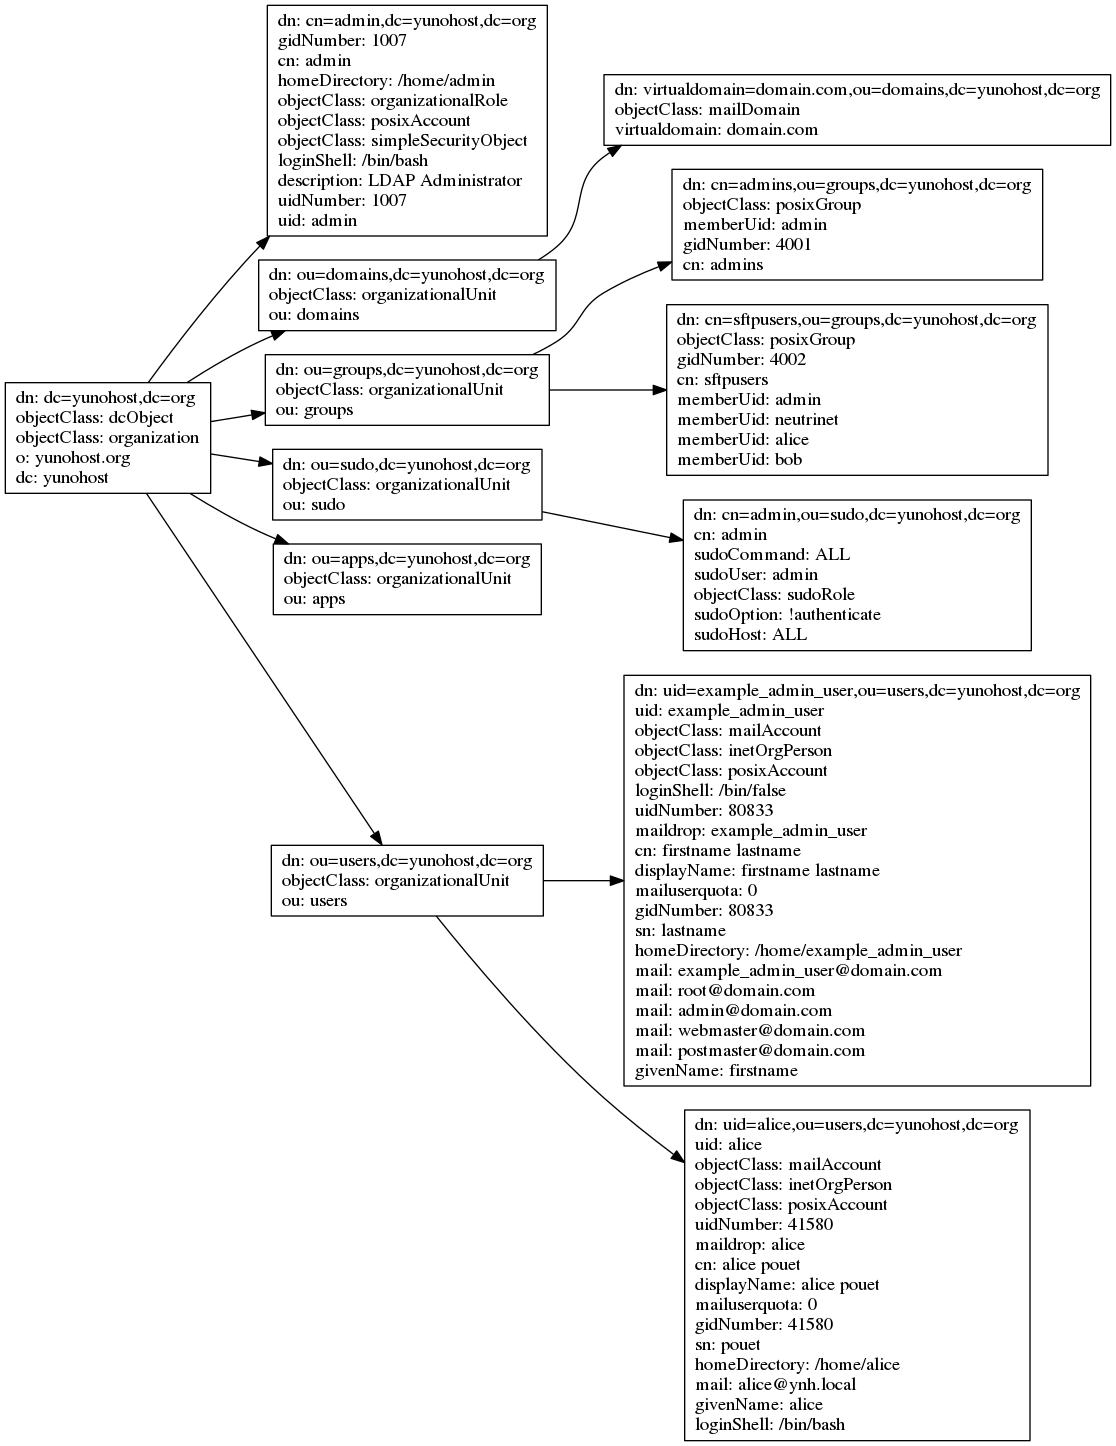 dn: cn=admin,dc=yunohost,dc=org
gidNumber: 1007
cn: admin
homeDirectory: /home/admin
objectClass: organizationalRole
objectClass: posixAccount
objectClass: simpleSecurityObject
loginShell: /bin/bash
description: LDAP Administrator
uidNumber: 1007
uid: admin
dn: virtualdomain=domain.com,ou=domains,dc=yunohost,dc=org
objectClass: mailDomain
virtualdomain: domain.com
dn: cn=admins,ou=groups,dc=yunohost,dc=org
objectClass: posixGroup
memberUid: admin
gidNumber: 4001
cn: admins
dn: ou=domains,dc=yunohost,dc=org
objectClass: organizationalUnit
ou: domains
dn: cn=sftpusers,ou=groups,dc=yunohost,dc=org
objectClass: posixGroup
gidNumber: 4002
cn: sftpusers
memberUid: admin
memberUid: neutrinet
memberUid: alice
memberUid: bob
dn: ou=groups,dc=yunohost,dc=org
objectClass: organizationalUnit
ou: groups
dn: dc=yunohost,dc=org
objectClass: dcObject
objectClass: organization
o: yunohost.org
dc: yunohost
dn: ou=sudo,dc=yunohost,dc=org
objectClass: organizationalUnit
ou: sudo
dn: cn=admin,ou=sudo,dc=yunohost,dc=org
cn: admin
sudoCommand: ALL
sudoUser: admin
objectClass: sudoRole
sudoOption: !authenticate
sudoHost: ALL
dn: ou=apps,dc=yunohost,dc=org
objectClass: organizationalUnit
ou: apps
dn: uid=example_admin_user,ou=users,dc=yunohost,dc=org
uid: example_admin_user
objectClass: mailAccount
objectClass: inetOrgPerson
objectClass: posixAccount
loginShell: /bin/false
uidNumber: 80833
maildrop: example_admin_user
cn: firstname lastname
displayName: firstname lastname
mailuserquota: 0
gidNumber: 80833
sn: lastname
homeDirectory: /home/example_admin_user
mail: example_admin_user@domain.com
mail: root@domain.com
mail: admin@domain.com
mail: webmaster@domain.com
mail: postmaster@domain.com
givenName: firstname
dn: ou=users,dc=yunohost,dc=org
objectClass: organizationalUnit
ou: users
dn: uid=alice,ou=users,dc=yunohost,dc=org
uid: alice
objectClass: mailAccount
objectClass: inetOrgPerson
objectClass: posixAccount
uidNumber: 41580
maildrop: alice
cn: alice pouet
displayName: alice pouet
mailuserquota: 0
gidNumber: 41580
sn: pouet
homeDirectory: /home/alice
mail: alice@ynh.local
givenName: alice
loginShell: /bin/bash